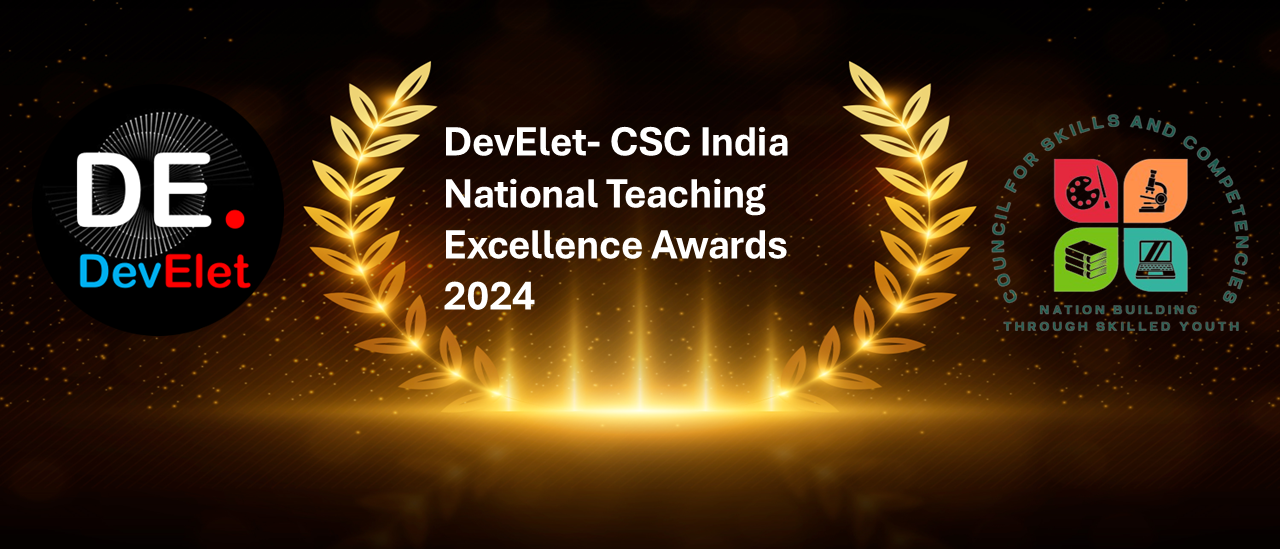 DE.
DevElet
DevElet- CSC India
National Teaching
Excellence Awards
2024
COUNCIL FOR SKILLS AND COMPETENCIES
NATION BUILDING
THROUGH SKILLED YOUTH